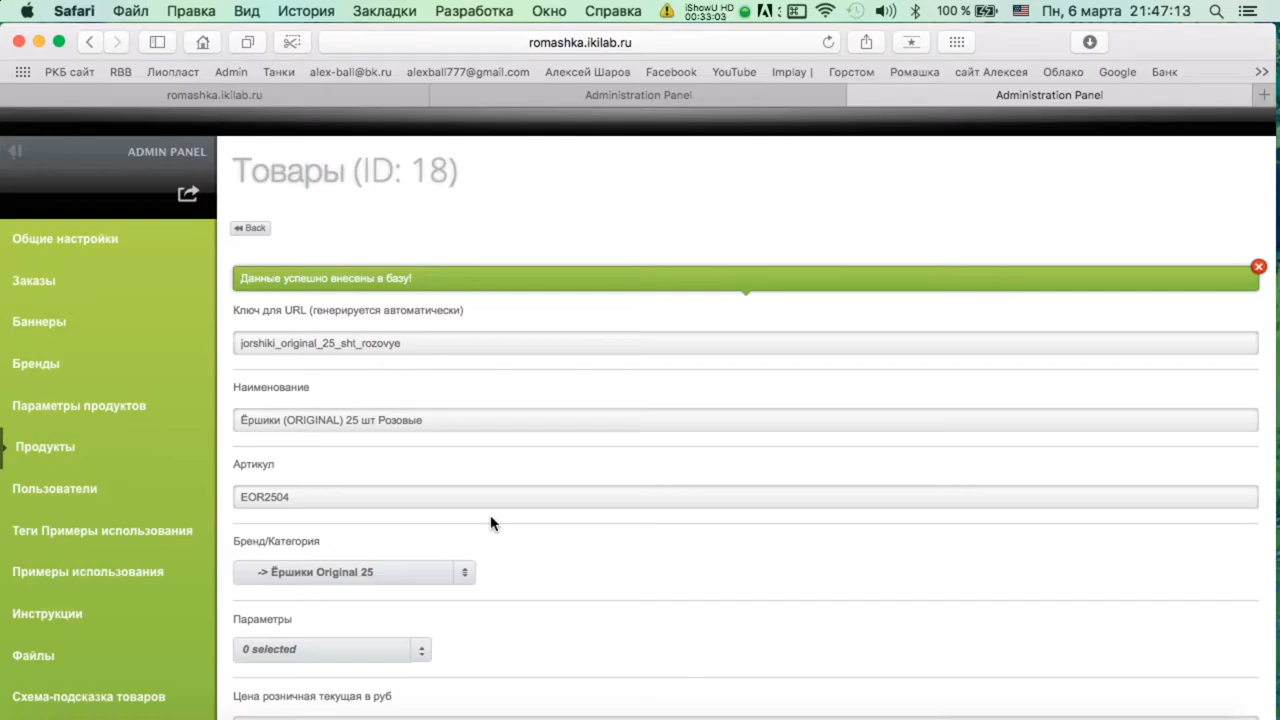 Safari Файл Правка Вид История Закладки Разработка Окно Справка iShowU HD 00:33:03 100 % Пн, 6 марта 21:47:13
romashka.ikilab.ru
РКБ сайт RBB Лиопласт Admin Танки alex-ball@bk.ru alexball777@gmail.com Алексей Шаров Facebook YouTube Implay | Горстом Ромашка сайт Алексея Облако Google Банк
romashka.ikilab.ru Administration Panel Administration Panel
ADMIN PANEL
Общие настройки
Заказы
Баннеры
Бренды
Параметры продуктов
Продукты
Пользователи
Теги Примеры использования
Примеры использования
Инструкции
Файлы
Схема-подсказка товаров
Товары (ID: 18)
Back
Данные успешно внесены в базу!
Ключ для URL (генерируется автоматически)
jorshiki_original_25_sht_rozovye
Наименование
Ёршики (ORIGINAL) 25 шт Розовые
Артикул
EOR2504
Бренд/Категория
-> Ёршики Original 25
Параметры
0 selected
Цена розничная текущая в руб